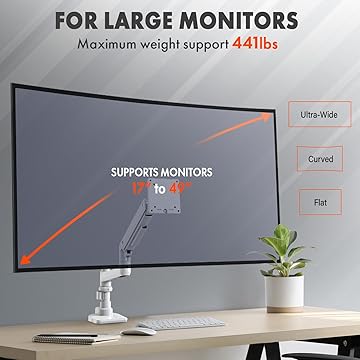 FOR LARGE MONITORS
Maximum weight support 441lbs
Ultra-Wide
SUPPORTS MONITORS
17" to 49"
Curved
Flat